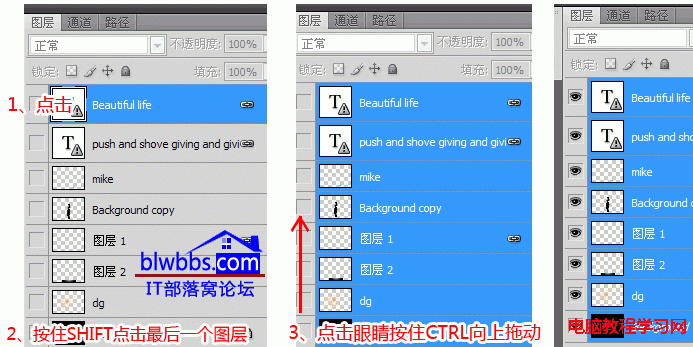 图层 通道 路径
正常 不透明度: 100%
锁定: 填充: 100%
1、点击
T Beautiful life
T push and shove giving and givi
mike
Background copy
图层 1
图层 2
dg
blwbbs.com
IT部落窝论坛
2、按住SHIFT点击最后一个图层
图层 通道 路径
正常 不透明度: 100%
锁定: 填充: 100%
T Beautiful life
T push and shove giving and givi
mike
Background copy
图层 1
图层 2
dg
3、点击眼睛按住CTRL向上拖动
图层 通道 路径
正常
锁定:
T Beautiful life
T push and shov
mike
Background c
图层 1
图层 2
dg
电脑教程学习网